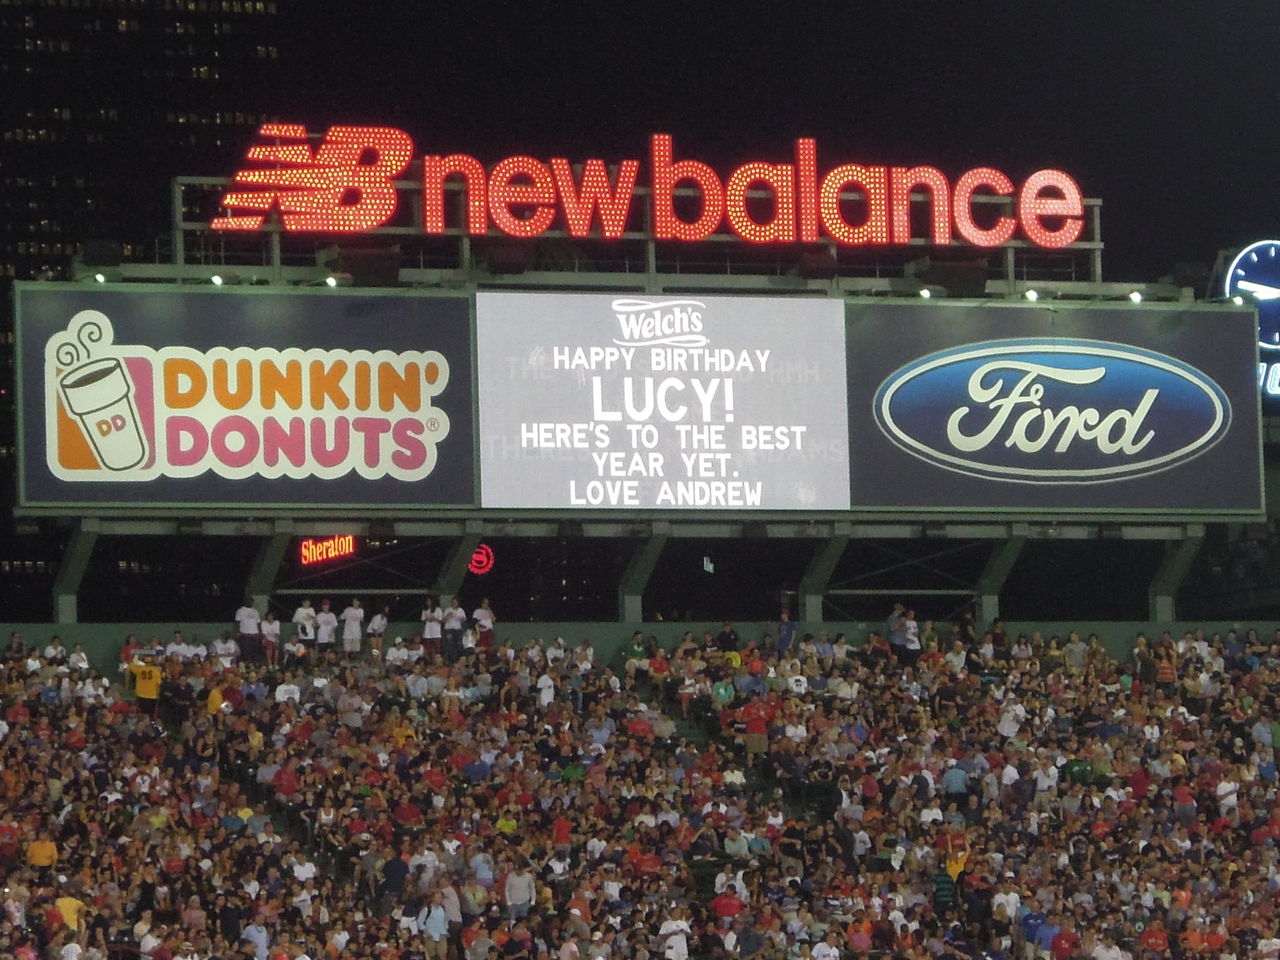 NB new balance
DUNKIN'
DONUTS®
DD
Welch's
HAPPY BIRTHDAY
LUCY!
HERE'S TO THE BEST
YEAR YET.
LOVE ANDREW
Ford
Sheraton
S